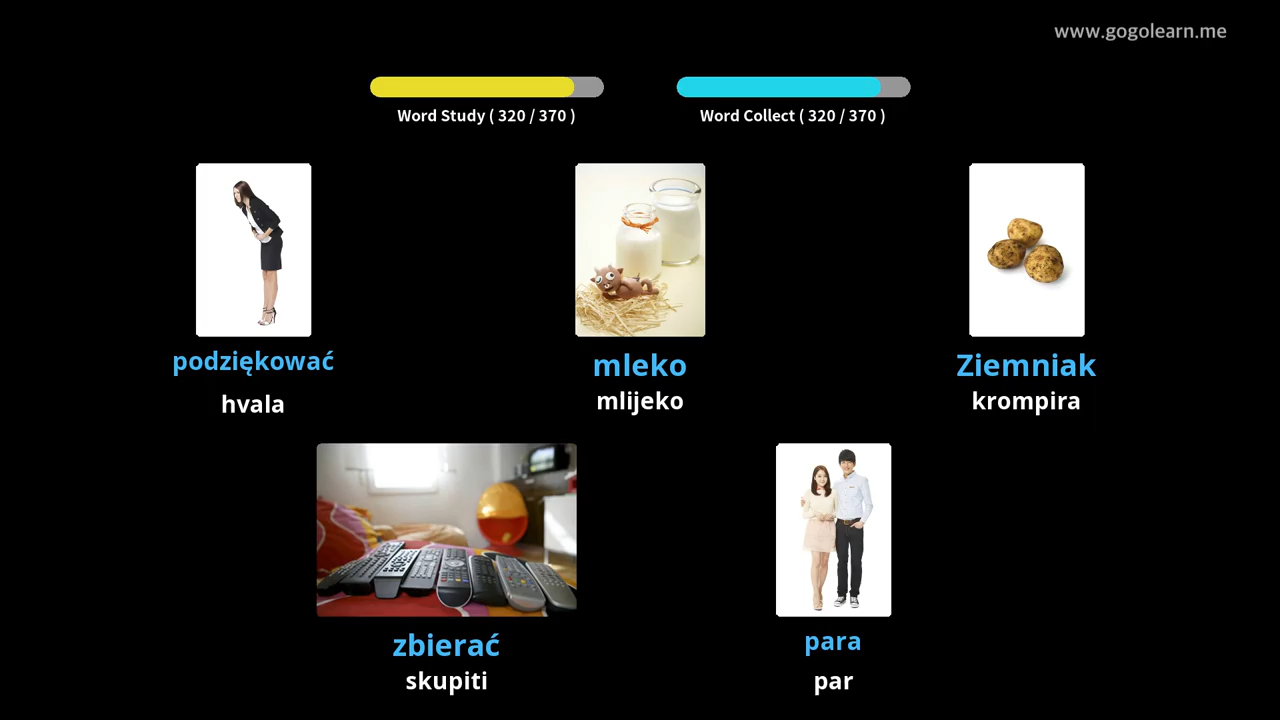 www.gogolearn.me
Word Study ( 320 / 370 )
Word Collect ( 320 / 370 )
podziękować
hvala
mleko
mlijeko
Ziemniak
krompira
zbierać
skupiti
para
par